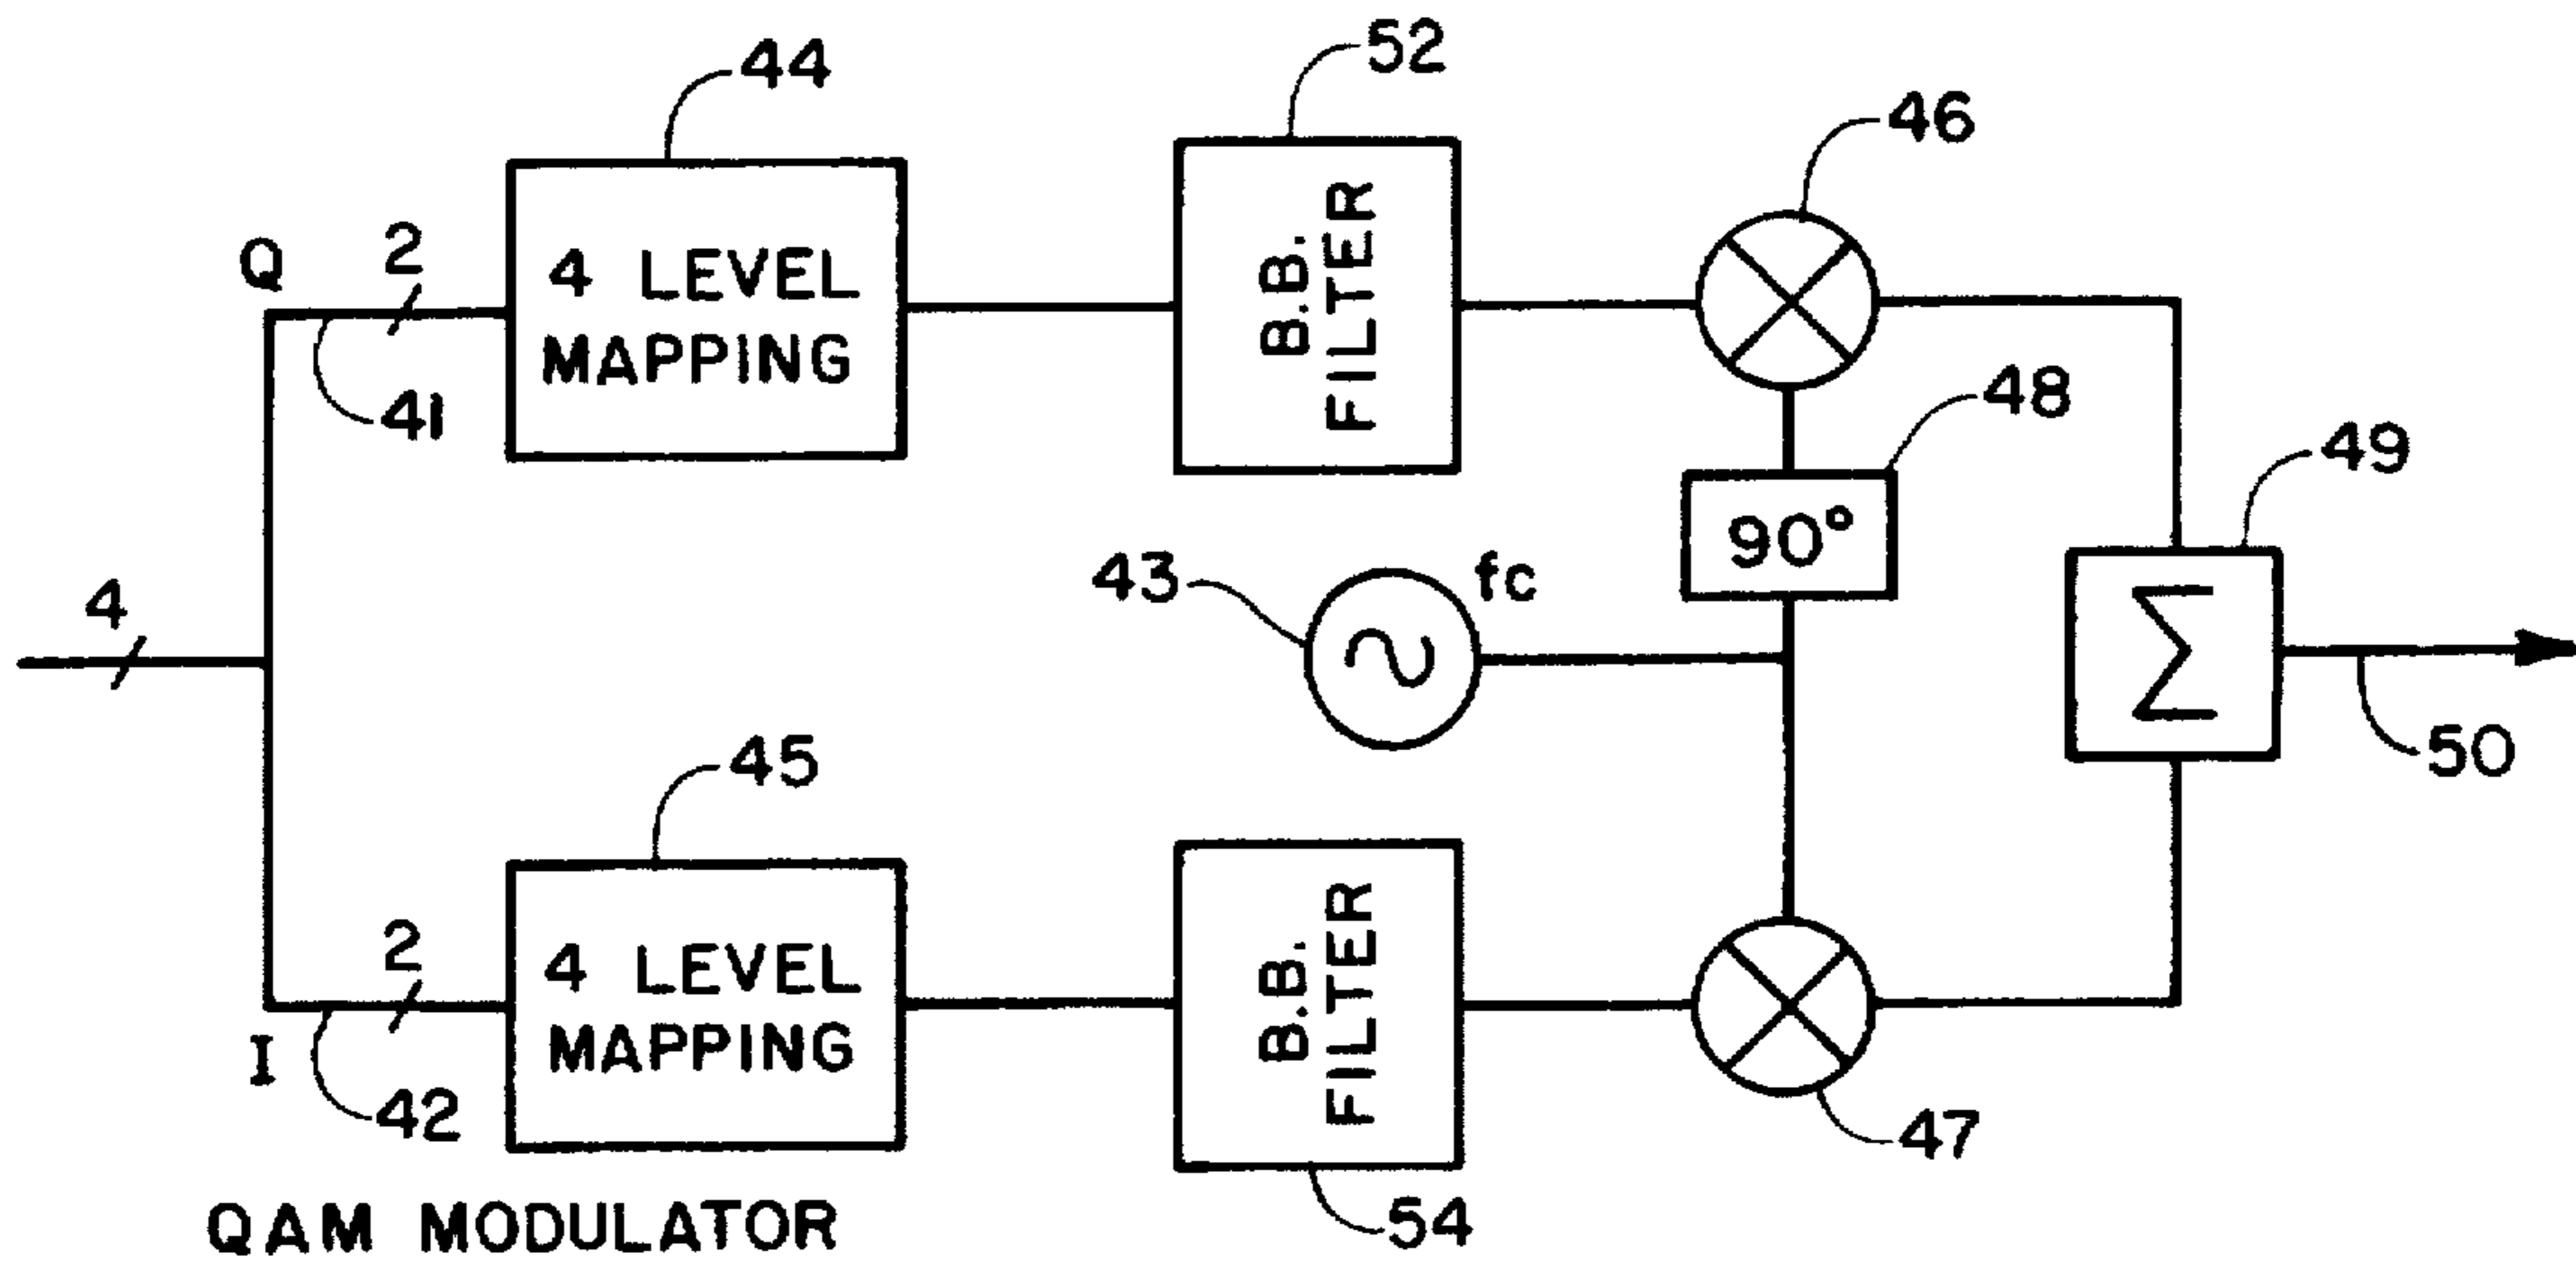 44
52
46
Q
2
4 LEVEL
MAPPING
B.B.
FILTER
41
48
49
90°
43
fc
4
Σ
50
45
47
2
4 LEVEL
MAPPING
B.B.
FILTER
I
42
54
QAM MODULATOR